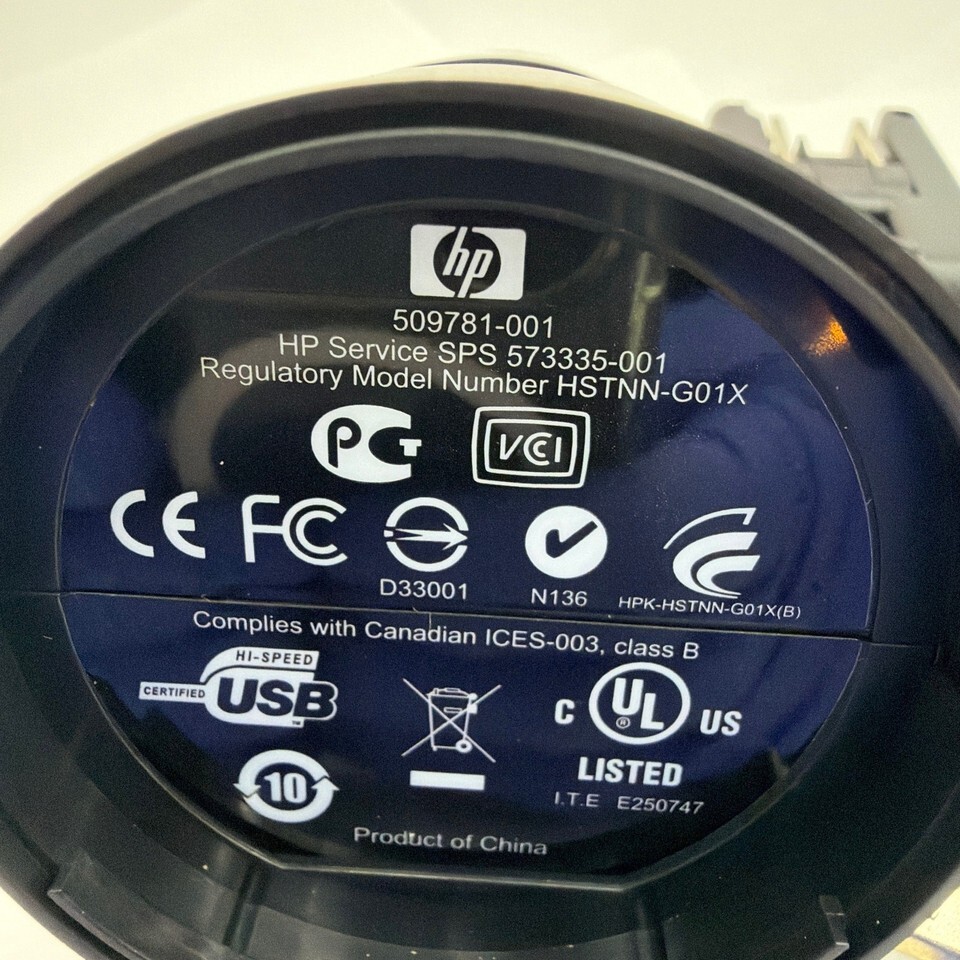 hp
509781-001
HP Service SPS 573335-001
Regulatory Model Number HSTNN-G01X
PCT
VCI
CE FC
D33001
N136
HPK-HSTNN-G01X(B)
Complies with Canadian ICES-003, class B
HI-SPEED
CERTIFIED USB
TM
C UL US
®
LISTED
10
I.T.E E250747
Product of China